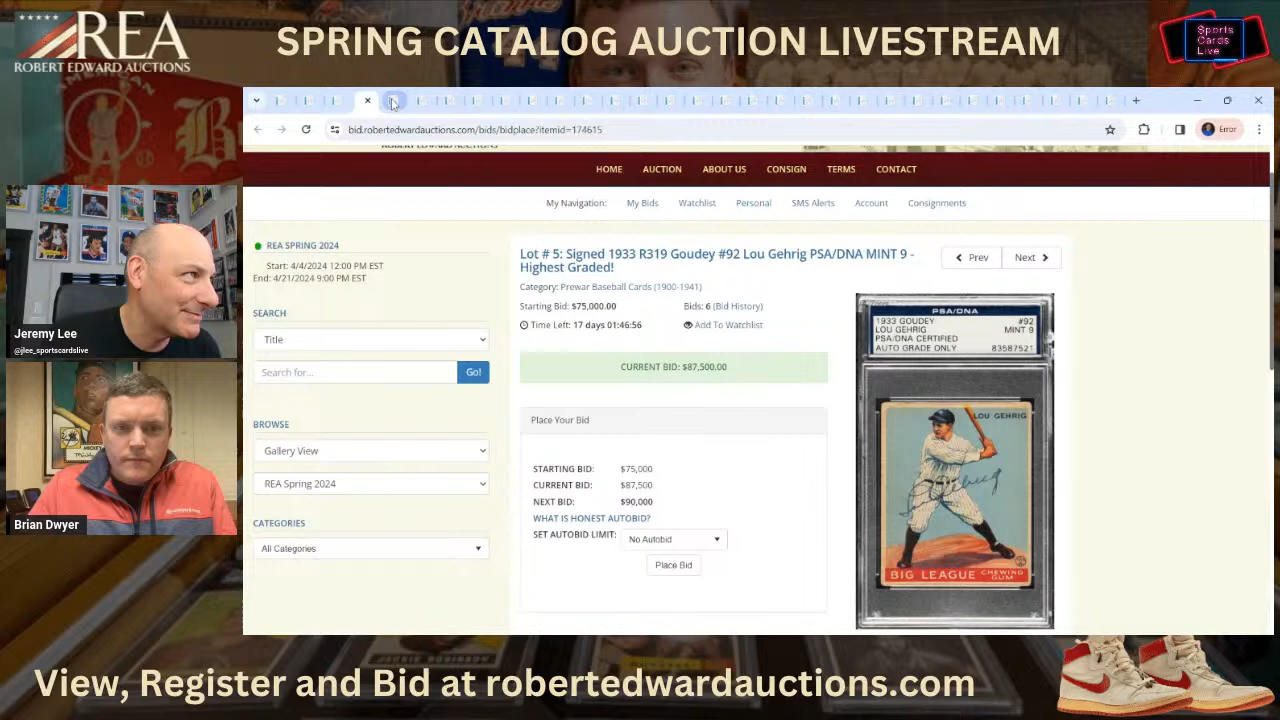 REA
ROBERT EDWARD AUCTIONS
SPRING CATALOG AUCTION LIVESTREAM
Sports
Cards
Live
bid.robertedwardauctions.com/bids/bidplace?itemid=174615
Error
HOME AUCTION ABOUT US CONSIGN TERMS CONTACT
My Navigation: My Bids Watchlist Personal SMS Alerts Account Consignments
REA SPRING 2024
Start: 4/4/2024 12:00 PM EST
End: 4/21/2024 9:00 PM EST
SEARCH
Title
Search for...
Go!
BROWSE
Gallery View
REA Spring 2024
CATEGORIES
All Categories
Lot # 5: Signed 1933 R319 Goudey #92 Lou Gehrig PSA/DNA MINT 9 -
Highest Graded!
Prev
Next
Category: Prewar Baseball Cards (1900-1941)
Starting Bid: $75,000.00
Bids: 6 (Bid History)
Time Left: 17 days 01:46:56
Add To Watchlist
CURRENT BID: $87,500.00
Place Your Bid
STARTING BID: $75,000
CURRENT BID: $87,500
NEXT BID: $90,000
WHAT IS HONEST AUTOBID?
SET AUTOBID LIMIT: No Autobid
Place Bid
PSA/DNA
1933 GOUDEY #92
LOU GEHRIG MINT 9
PSA/DNA CERTIFIED
AUTO GRADE ONLY 83587521
LOU GEHRIG
BIG LEAGUE CHEWING
GUM
Jeremy Lee
@jlee_sportscardslive
Brian Dwyer
View, Register and Bid at robertedwardauctions.com